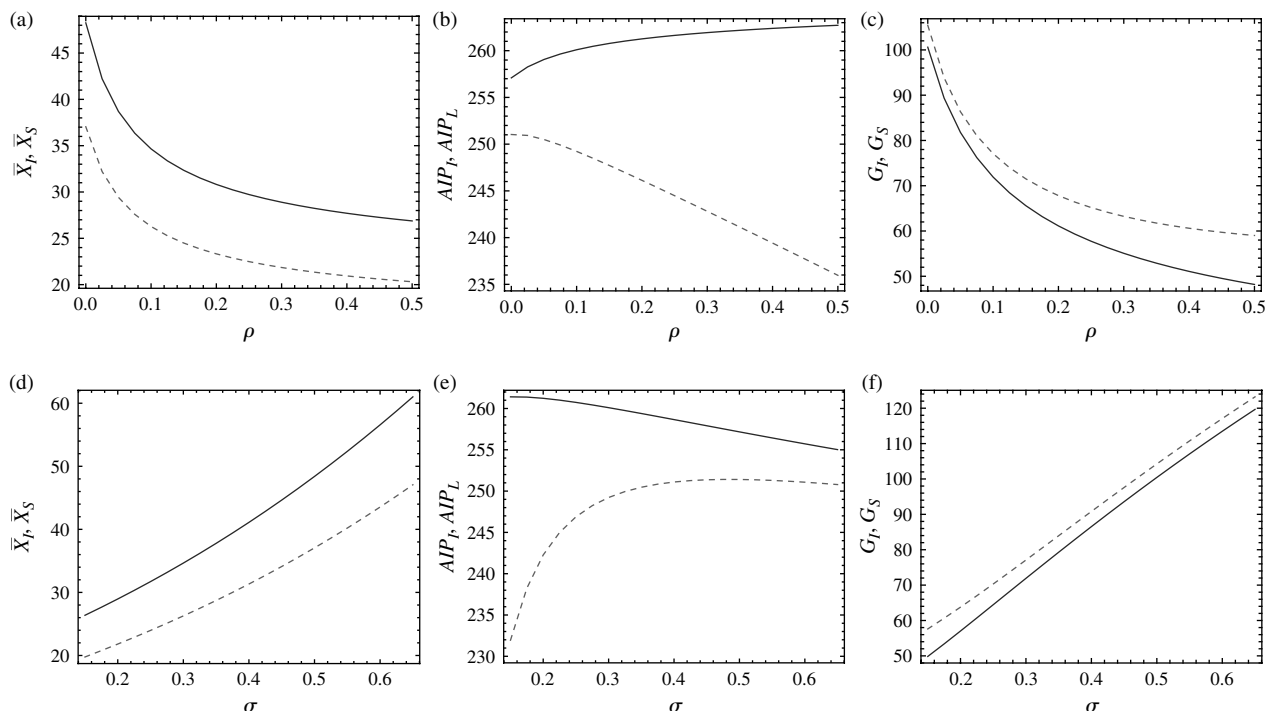 (a)
X̅_I, X̅_S
45
40
35
30
25
20
0.0 0.1 0.2 0.3 0.4 0.5
ρ
(b)
AIP_I, AIP_L
260
255
250
245
240
235
0.0 0.1 0.2 0.3 0.4 0.5
ρ
(c)
G_I, G_S
100
90
80
70
60
50
0.0 0.1 0.2 0.3 0.4 0.5
ρ
(d)
X̅_I, X̅_S
60
50
40
30
20
0.2 0.3 0.4 0.5 0.6
σ
(e)
AIP_I, AIP_L
260
250
240
230
0.2 0.3 0.4 0.5 0.6
σ
(f)
G_I, G_S
120
110
100
90
80
70
60
50
0.2 0.3 0.4 0.5 0.6
σ